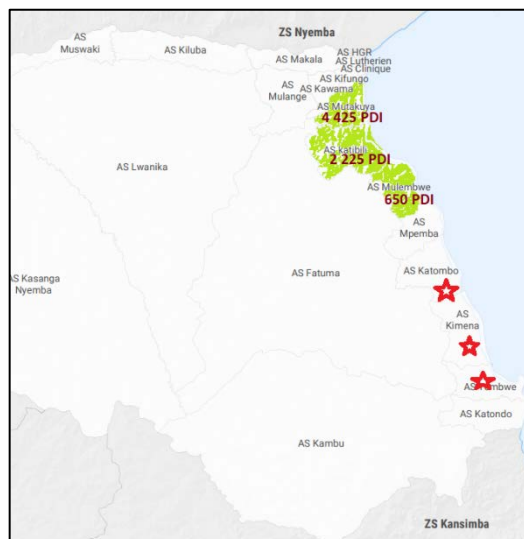 ZS Nyemba
AS
Muswaki
AS Kiluba
AS Makala
AS HGR
AS Lutherien
AS Clinique
AS Kifungo
AS Kawama
AS
Mulange
AS Mutakuya
4 425 PDI
AS katibili
2 225 PDI
AS Lwanika
AS Mulembwe
650 PDI
AS
Mpemba
AS Kasanga
Nyemba
AS Fatuma
AS Katombo
AS
Kimena
AS Katondo
AS Kambu
ZS Kansimba